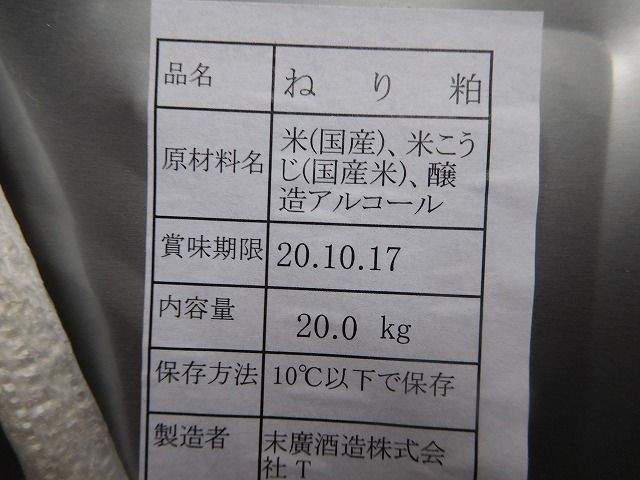 品名 ねり粕
原材料名 米(国産)、米こう
じ(国産米)、醸
造アルコール
賞味期限 20.10.17
内容量 20.0 kg
保存方法 10℃以下で保存
製造者 末廣酒造株式会
社T